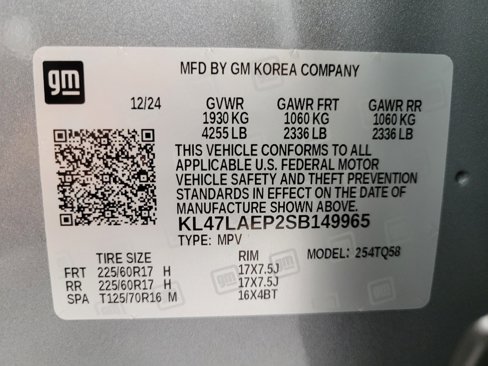 gm
MFD BY GM KOREA COMPANY
12/24 GVWR GAWR FRT GAWR RR
1930 KG 1060 KG 1060 KG
4255 LB 2336 LB 2336 LB
THIS VEHICLE CONFORMS TO ALL
APPLICABLE U.S. FEDERAL MOTOR
VEHICLE SAFETY AND THEFT PREVENTION
STANDARDS IN EFFECT ON THE DATE OF
MANUFACTURE SHOWN ABOVE.
KL47LAEP2SB149965
TYPE: MPV MODEL: 254TQ58
TIRE SIZE RIM
FRT 225/60R17 H 17X7.5J
RR 225/60R17 H 17X7.5J
SPA T125/70R16 M 16X4BT